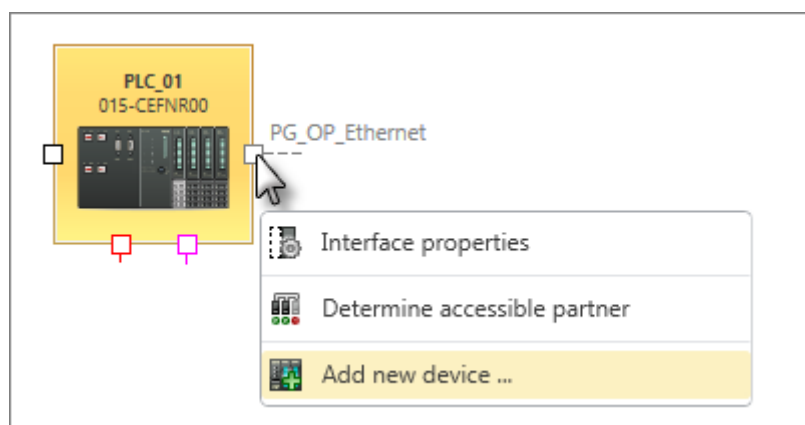 PLC_01
015-CEFNR00
PG_OP_Ethernet
Interface properties
Determine accessible partner
Add new device ...